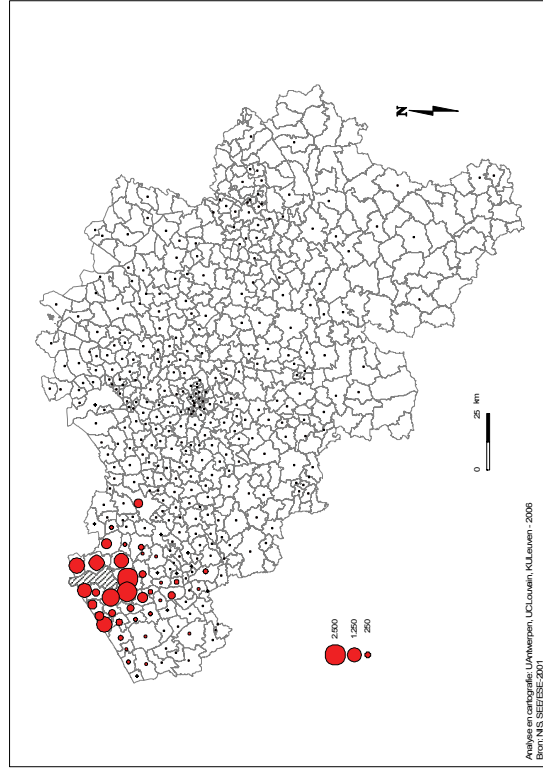 N
2.500
1.250
250
0 25 km
Analyse en cartografie: UAntwerpen, UCLouvain, KULeuven - 2006
Bron: NIS SEE/ESE-2001